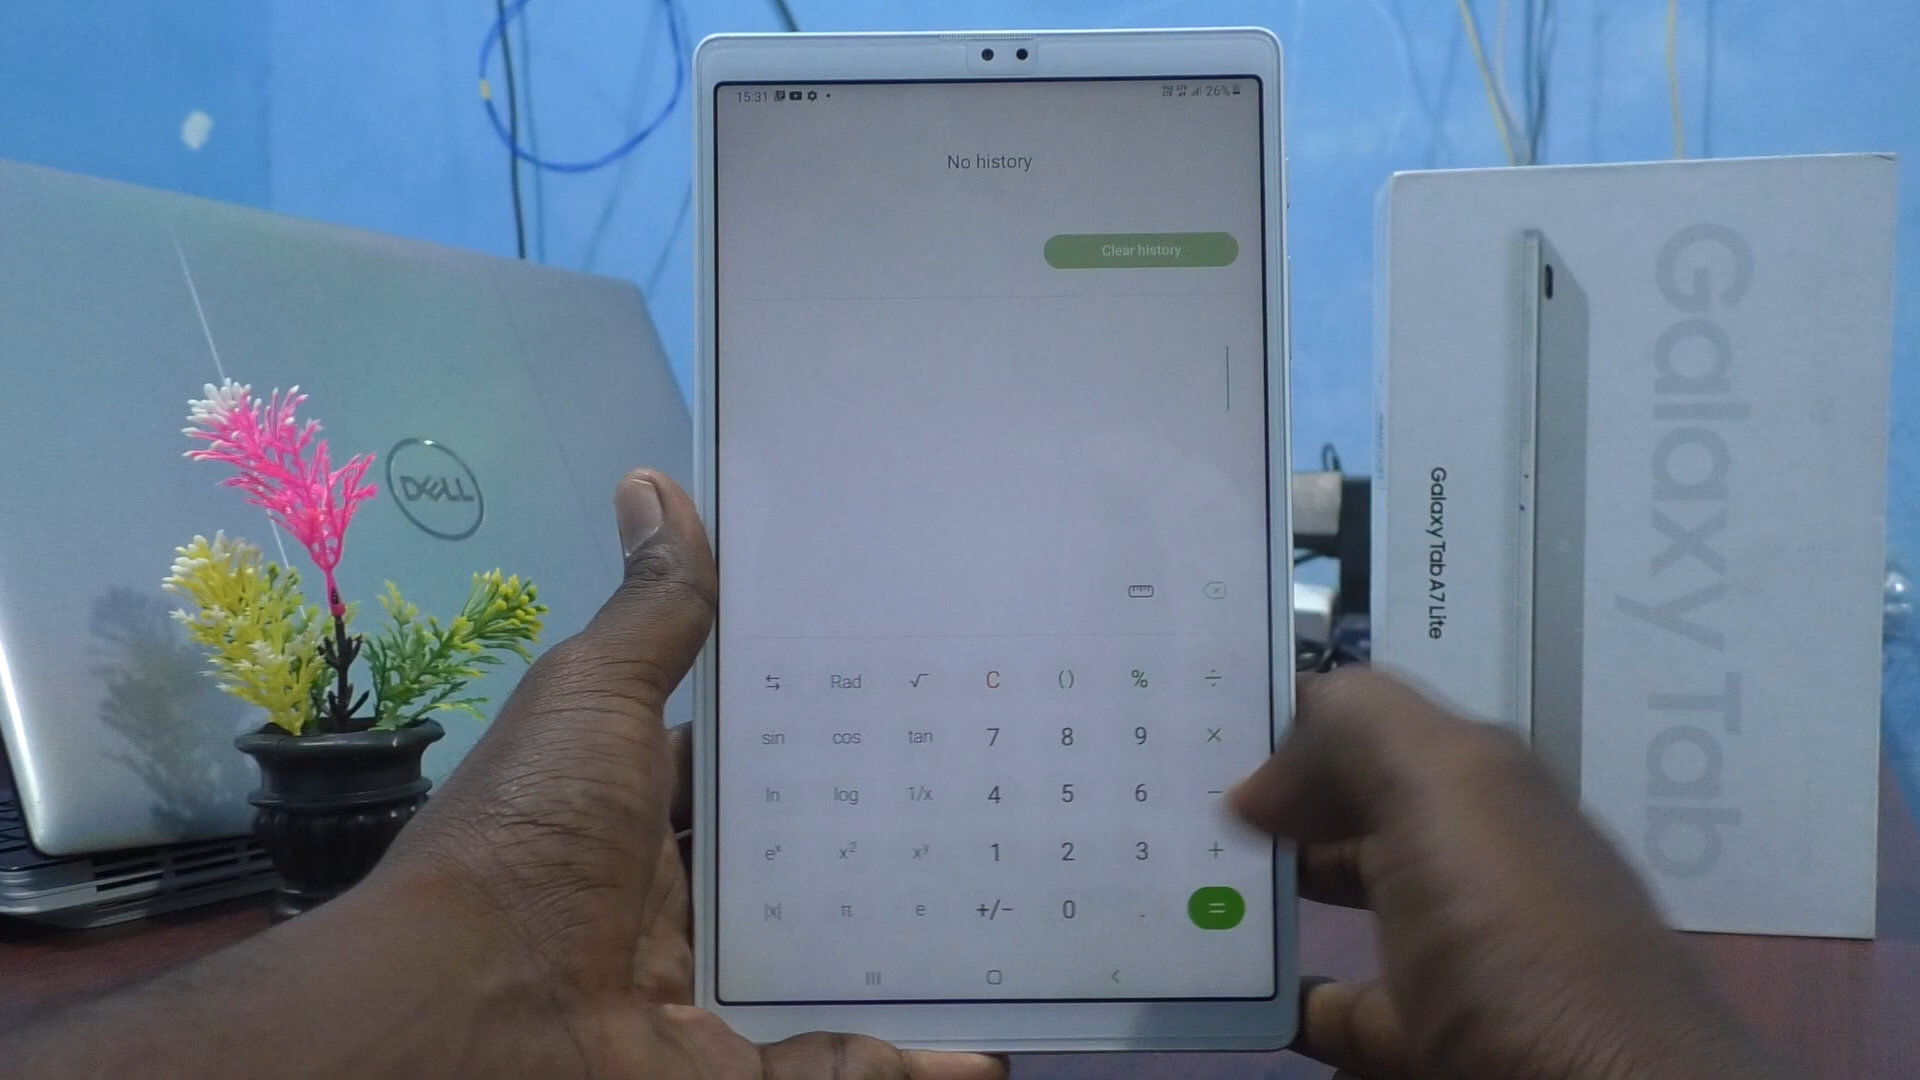 15:31
26%
No history
Clear history
Rad √ C () % ÷
sin cos tan 7 8 9 ×
ln log 1/x 4 5 6 −
eˣ x² xʸ 1 2 3 +
|x| π e +/− 0 . =
DELL
Galaxy Tab A7 Lite
Galaxy Tab